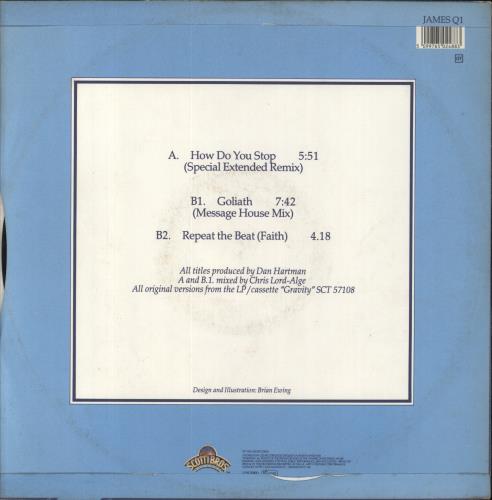 JAMES Q1
A. How Do You Stop 5:51
(Special Extended Remix)
B1. Goliath 7:42
(Message House Mix)
B2. Repeat the Beat (Faith) 4.18
All titles produced by Dan Hartman
A and B.1. mixed by Chris Lord-Alge
All original versions from the LP/cassette "Gravity" SCT 57108
Design and Illustration: Brian Ewing
SCOTTI BROS.